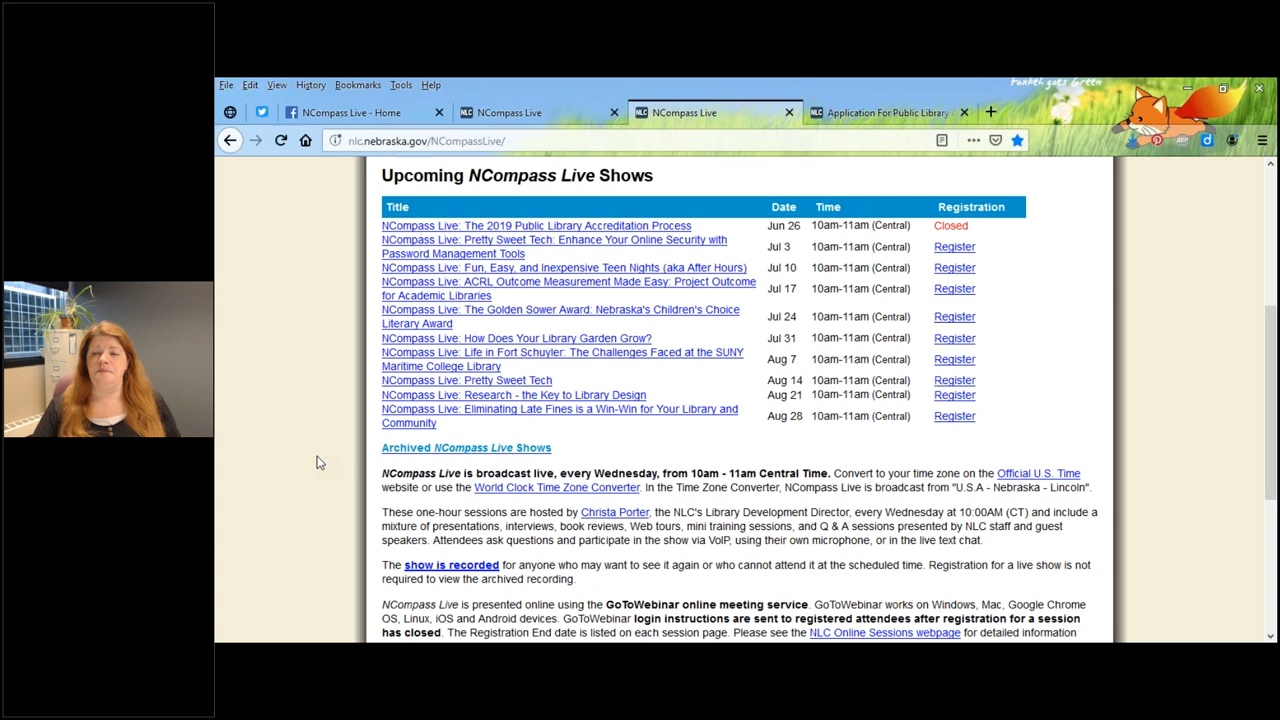 Foxkeh goes Green
File Edit View History Bookmarks Tools Help
NCompass Live - Home
NLC NCompass Live
NLC NCompass Live
NLC Application For Public Library
nlc.nebraska.gov/NCompassLive/
ABP
Upcoming NCompass Live Shows
Title Date Time Registration
NCompass Live: The 2019 Public Library Accreditation Process Jun 26 10am-11am (Central) Closed
NCompass Live: Pretty Sweet Tech: Enhance Your Online Security with
Password Management Tools Jul 3 10am-11am (Central) Register
NCompass Live: Fun, Easy, and Inexpensive Teen Nights (aka After Hours) Jul 10 10am-11am (Central) Register
NCompass Live: ACRL Outcome Measurement Made Easy: Project Outcome
for Academic Libraries Jul 17 10am-11am (Central) Register
NCompass Live: The Golden Sower Award: Nebraska's Children's Choice
Literary Award Jul 24 10am-11am (Central) Register
NCompass Live: How Does Your Library Garden Grow? Jul 31 10am-11am (Central) Register
NCompass Live: Life in Fort Schuyler: The Challenges Faced at the SUNY
Maritime College Library Aug 7 10am-11am (Central) Register
NCompass Live: Pretty Sweet Tech Aug 14 10am-11am (Central) Register
NCompass Live: Research - the Key to Library Design Aug 21 10am-11am (Central) Register
NCompass Live: Eliminating Late Fines is a Win-Win for Your Library and
Community Aug 28 10am-11am (Central) Register
Archived NCompass Live Shows
NCompass Live is broadcast live, every Wednesday, from 10am - 11am Central Time. Convert to your time zone on the Official U.S. Time
website or use the World Clock Time Zone Converter. In the Time Zone Converter, NCompass Live is broadcast from "U.S.A - Nebraska - Lincoln".
These one-hour sessions are hosted by Christa Porter, the NLC's Library Development Director, every Wednesday at 10:00AM (CT) and include a
mixture of presentations, interviews, book reviews, Web tours, mini training sessions, and Q & A sessions presented by NLC staff and guest
speakers. Attendees ask questions and participate in the show via VoIP, using their own microphone, or in the live text chat.
The show is recorded for anyone who may want to see it again or who cannot attend it at the scheduled time. Registration for a live show is not
required to view the archived recording.
NCompass Live is presented online using the GoToWebinar online meeting service. GoToWebinar works on Windows, Mac, Google Chrome
OS, Linux, iOS and Android devices. GoToWebinar login instructions are sent to registered attendees after registration for a session
has closed. The Registration End date is listed on each session page. Please see the NLC Online Sessions webpage for detailed information